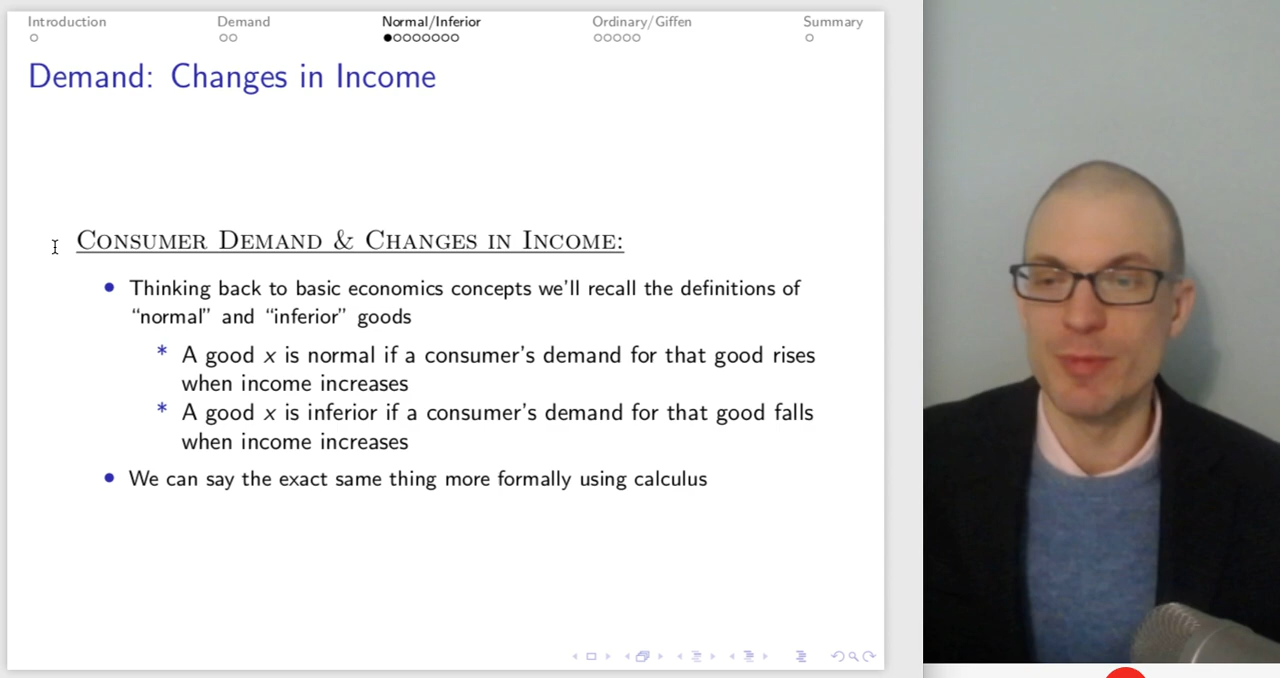 Introduction Demand Normal/Inferior Ordinary/Giffen Summary
Demand: Changes in Income
CONSUMER DEMAND & CHANGES IN INCOME:
• Thinking back to basic economics concepts we'll recall the definitions of
“normal” and “inferior” goods
* A good x is normal if a consumer's demand for that good rises
when income increases
* A good x is inferior if a consumer's demand for that good falls
when income increases
• We can say the exact same thing more formally using calculus